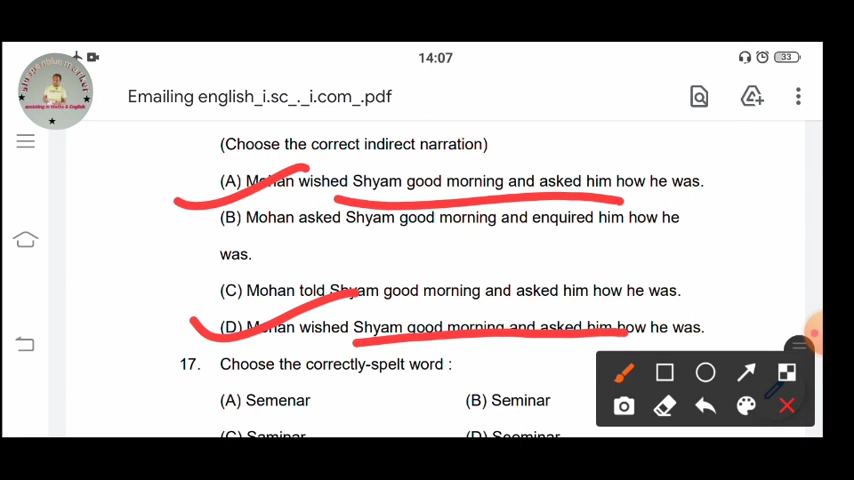 14:07
33
Emailing english_i.sc_._i.com_.pdf
(Choose the correct indirect narration)
(A) Mohan wished Shyam good morning and asked him how he was.
(B) Mohan asked Shyam good morning and enquired him how he
was.
(C) Mohan told Shyam good morning and asked him how he was.
(D) Mohan wished Shyam good morning and asked him how he was.
17. Choose the correctly-spelt word :
(A) Semenar (B) Seminar
(C) Saminar (D) Seeminar